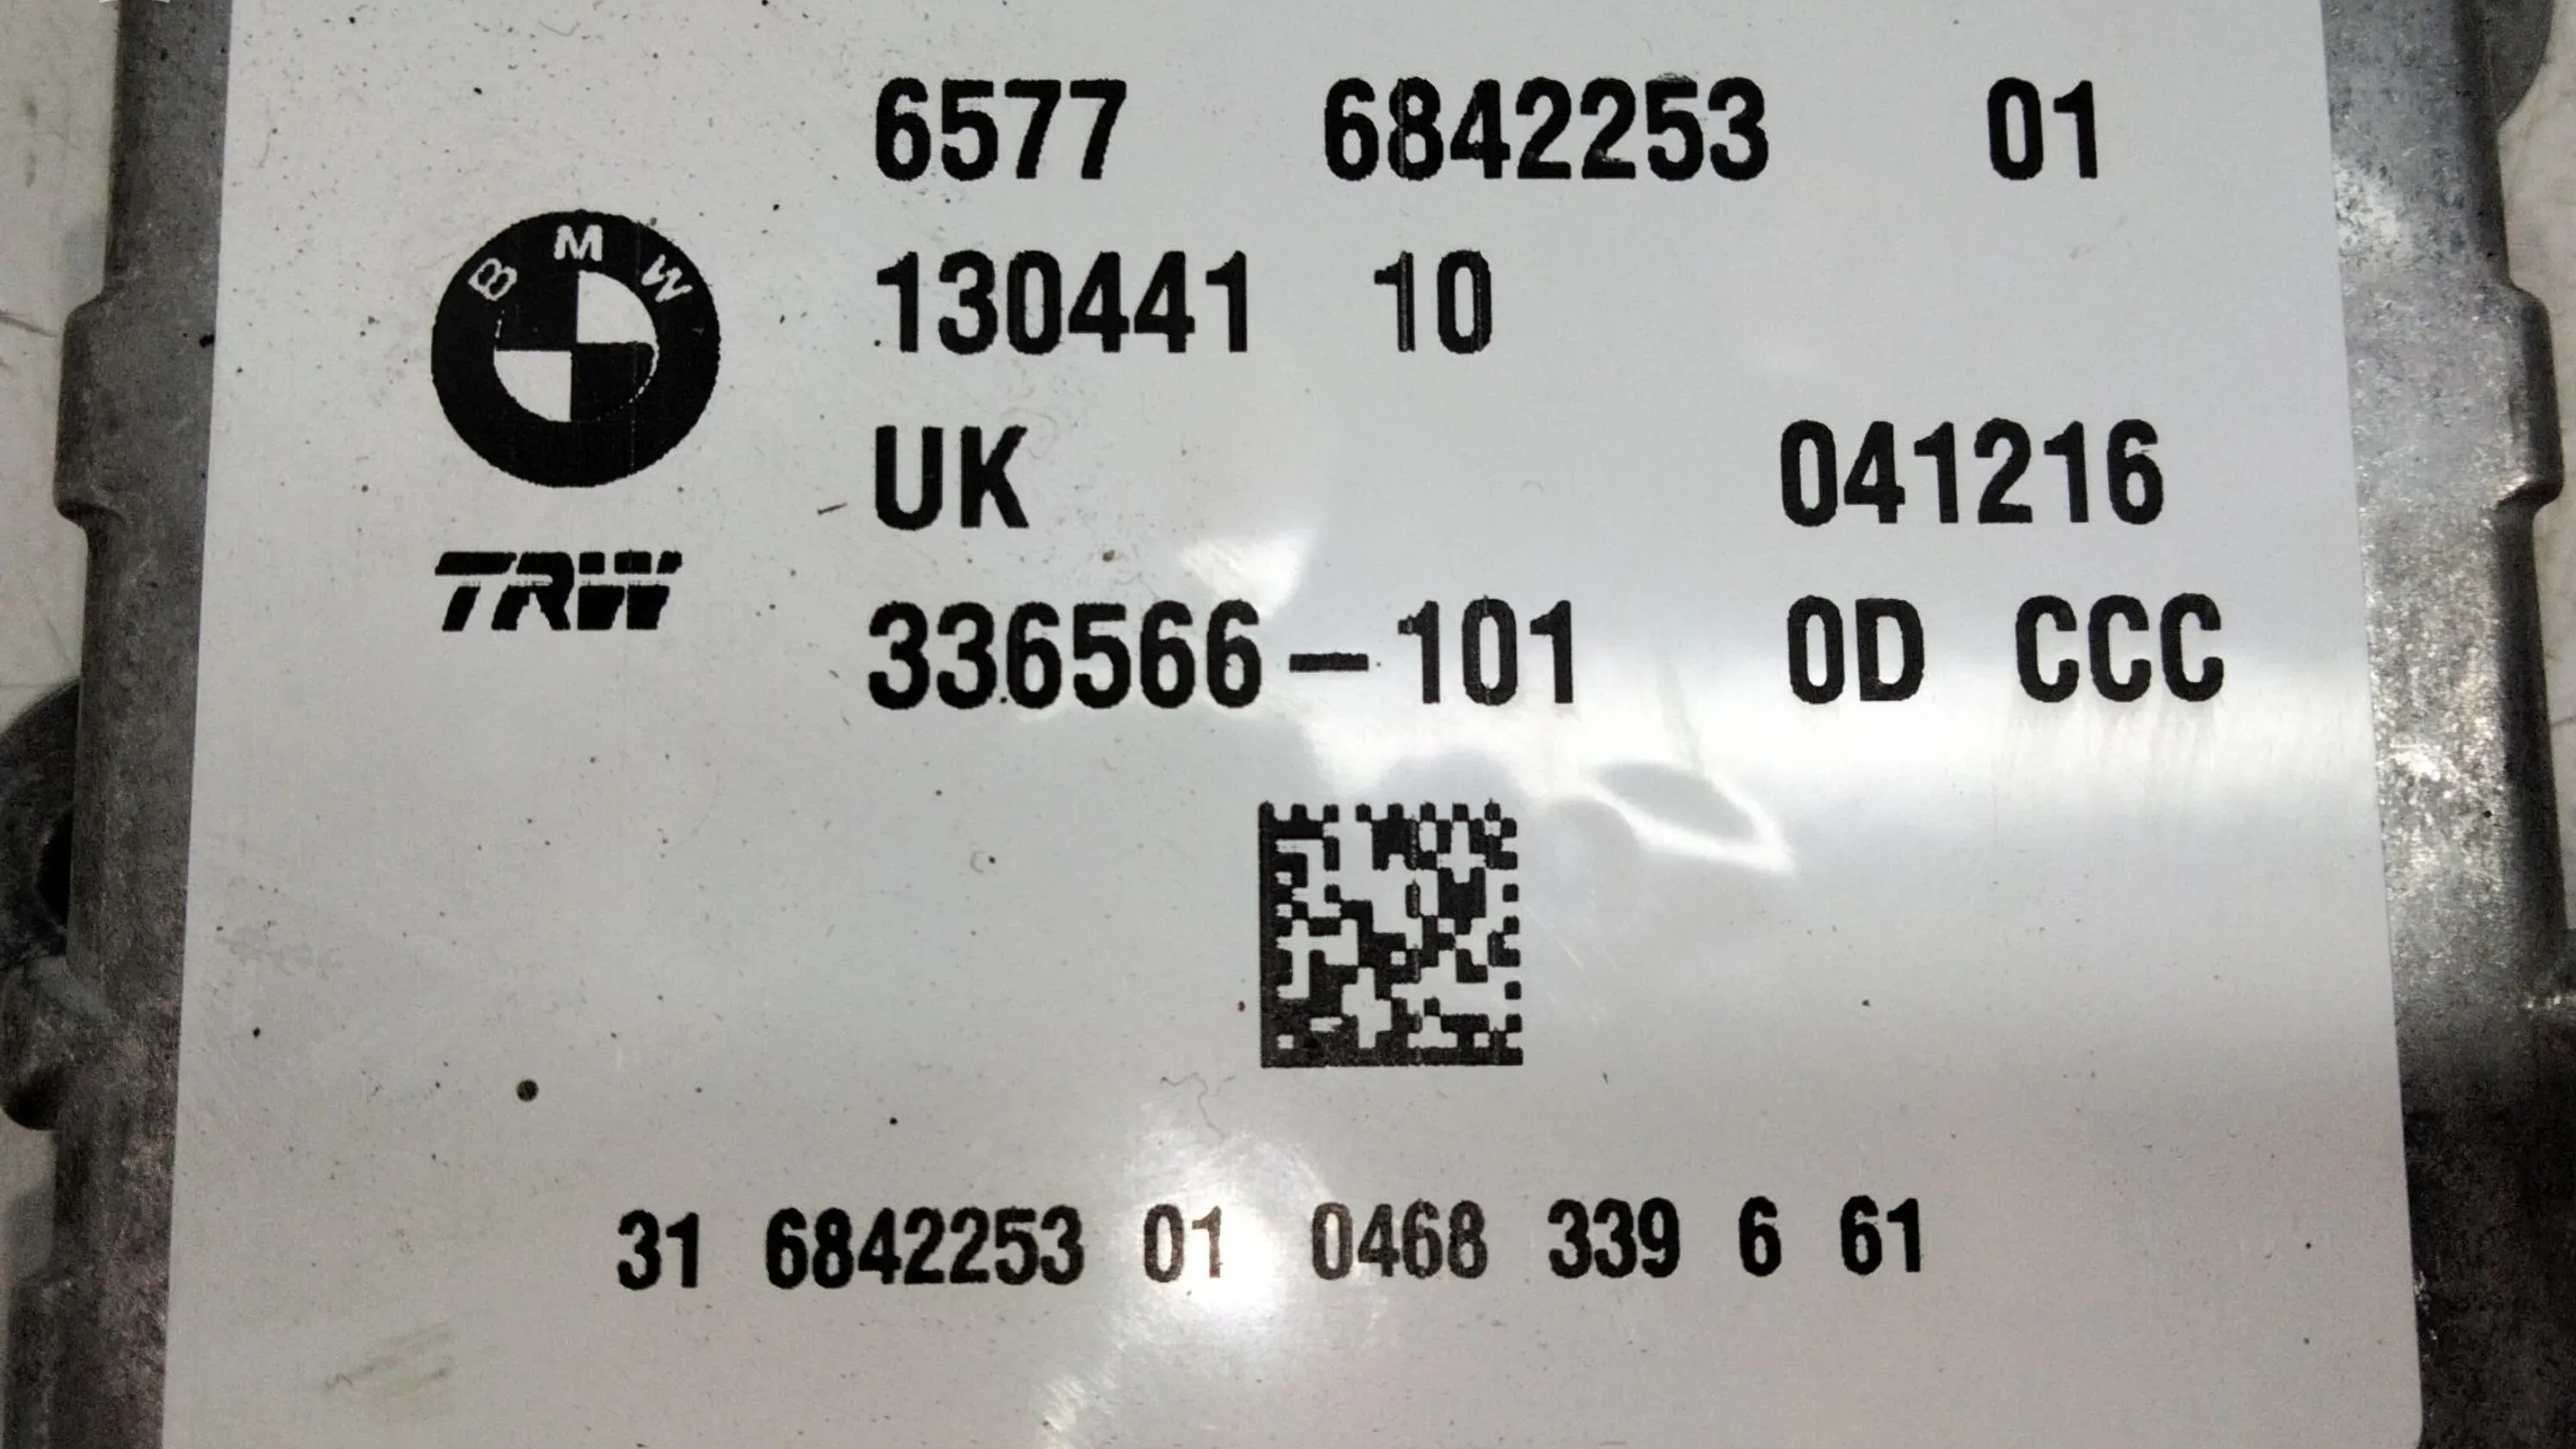 6577 6842253 01
BMW
130441 10
UK 041216
TRW
336566-101 0D CCC
31 6842253 01 0468 339 6 61